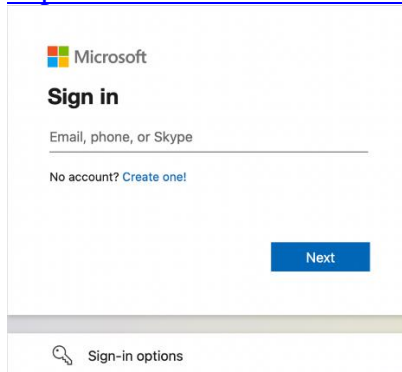 Microsoft
Sign in
Email, phone, or Skype
No account? Create one!
Next
Sign-in options